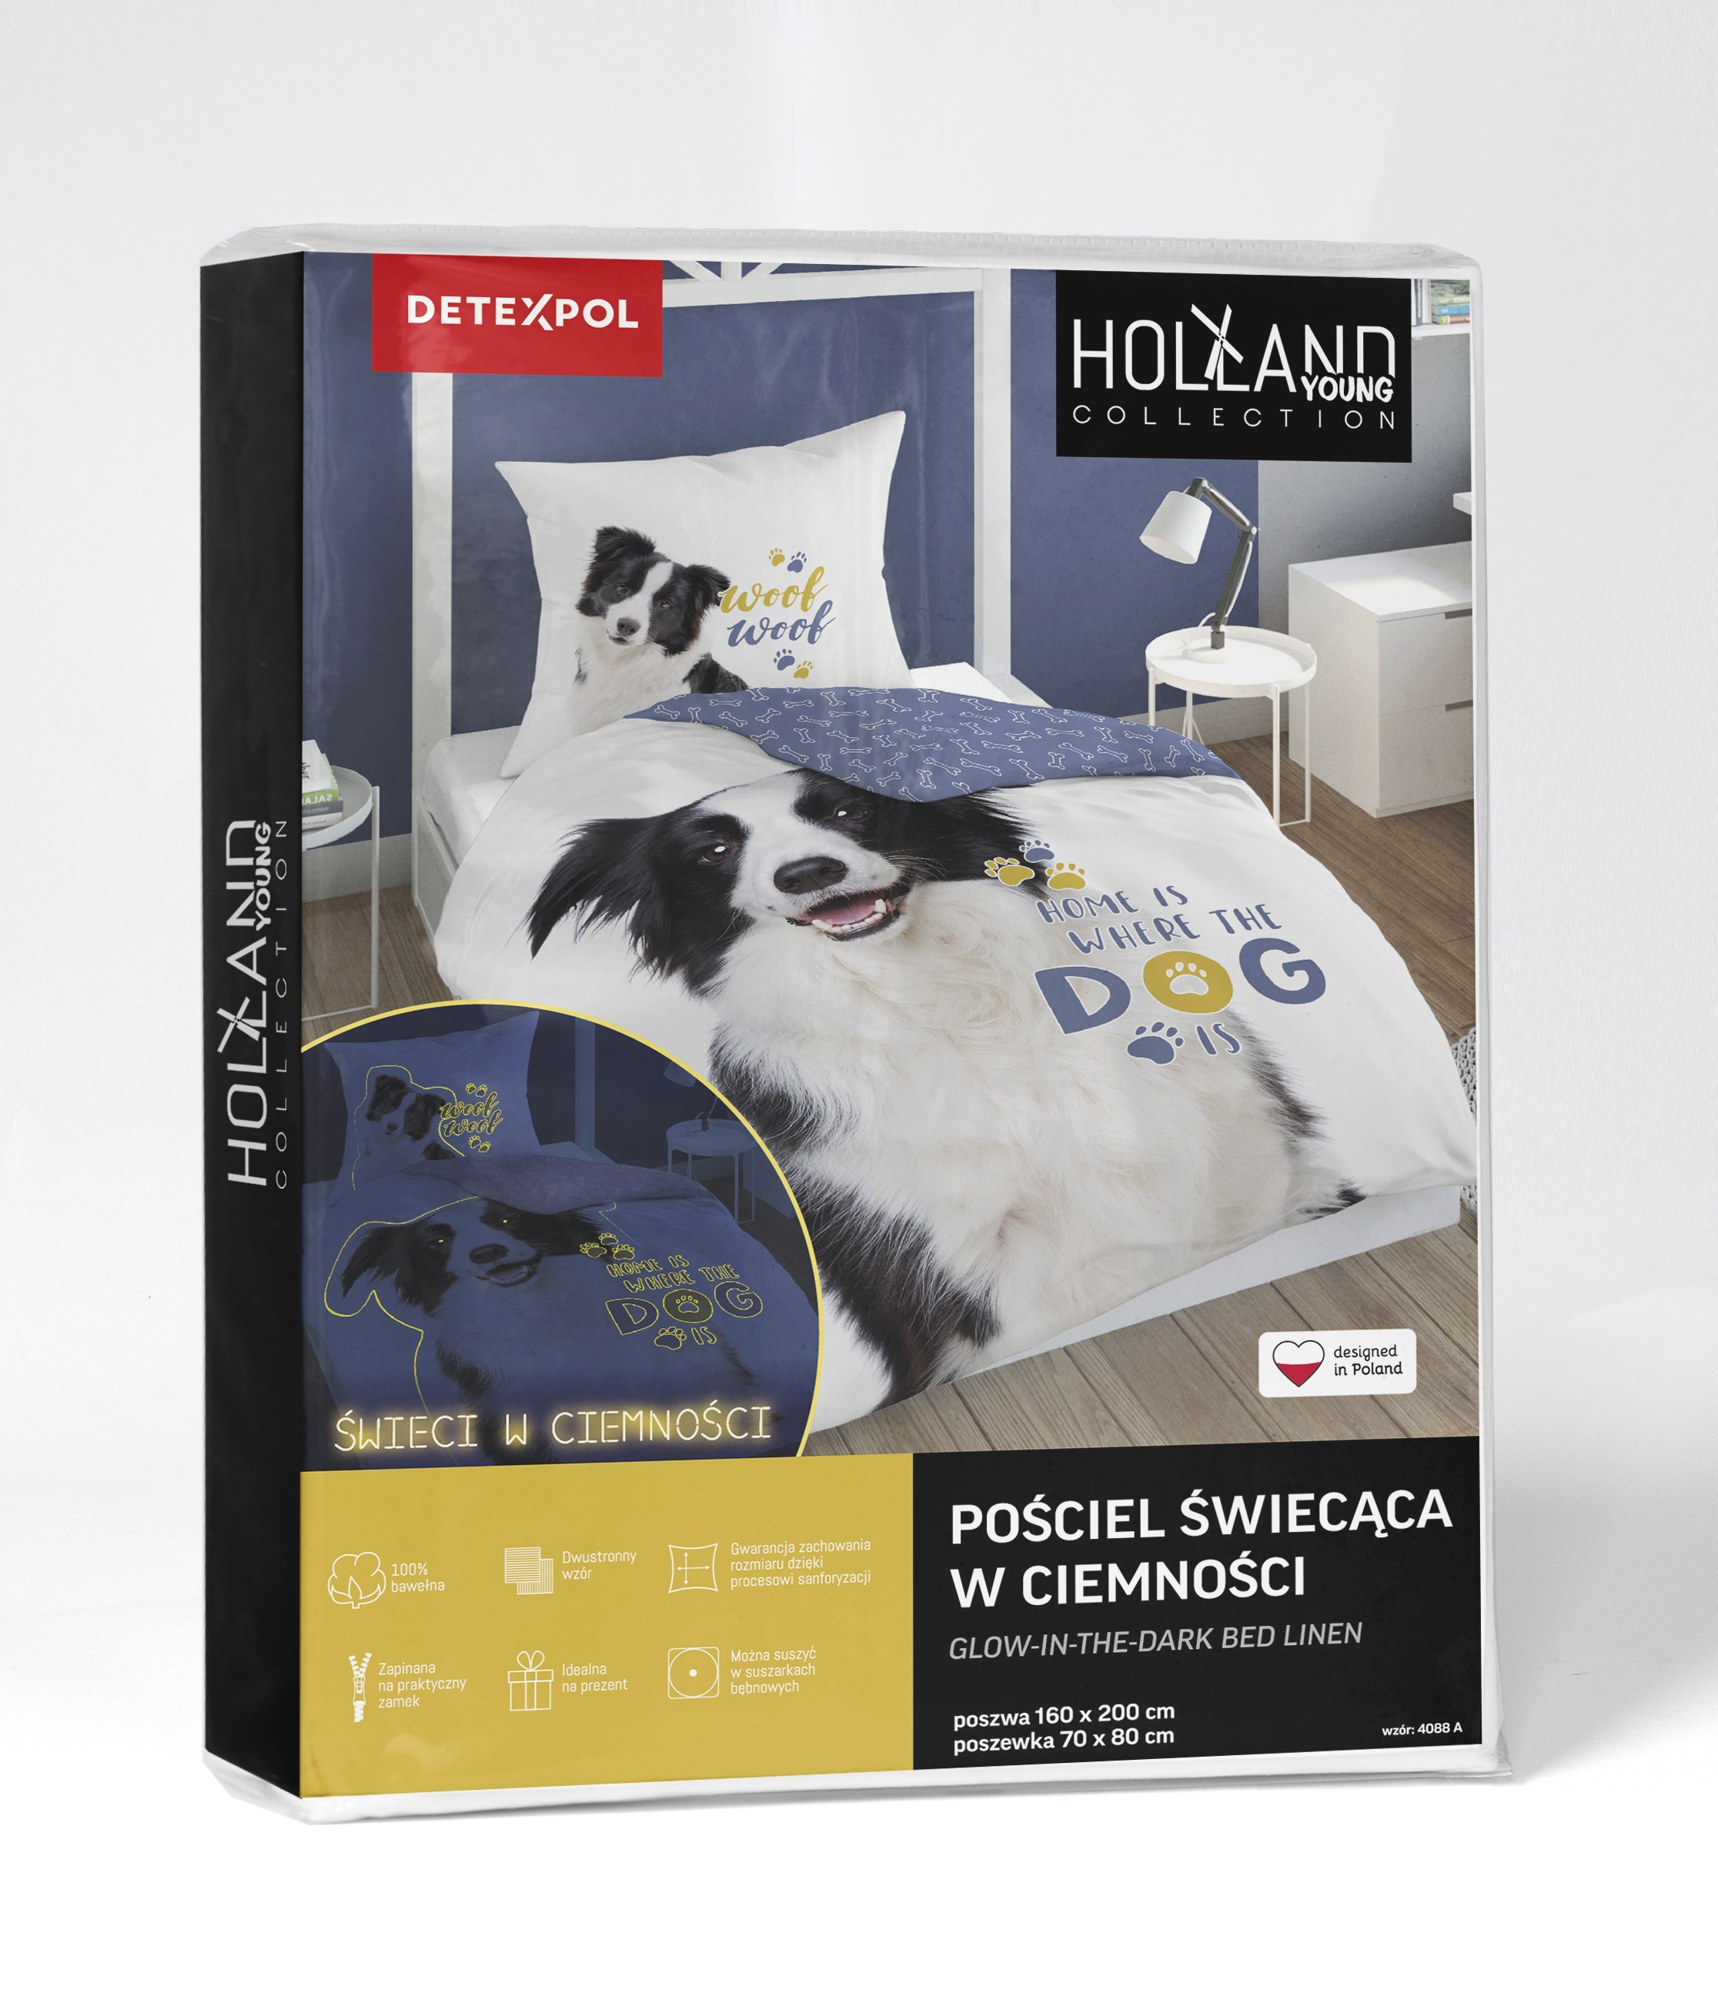 DETEXPOL
HOLLAND
YOUNG
COLLECTION
HOLLAND
YOUNG
COLLECTION
woof
woof
HOME IS
WHERE THE
DOG
IS
woof
woof
HOME IS
WHERE THE
DOG
IS
ŚWIECI W CIEMNOŚCI
designed
in Poland
100%
bawełna
Dwustronny
wzór
Gwarancja zachowania
rozmiaru dzięki
procesowi sanforyzacji
Zapinana
na praktyczny
zamek
Idealna
na prezent
Można suszyć
w suszarkach
bębnowych
POŚCIEL ŚWIECĄCA
W CIEMNOŚCI
GLOW-IN-THE-DARK BED LINEN
poszwa 160 x 200 cm
poszewka 70 x 80 cm
wzór: 4088 A